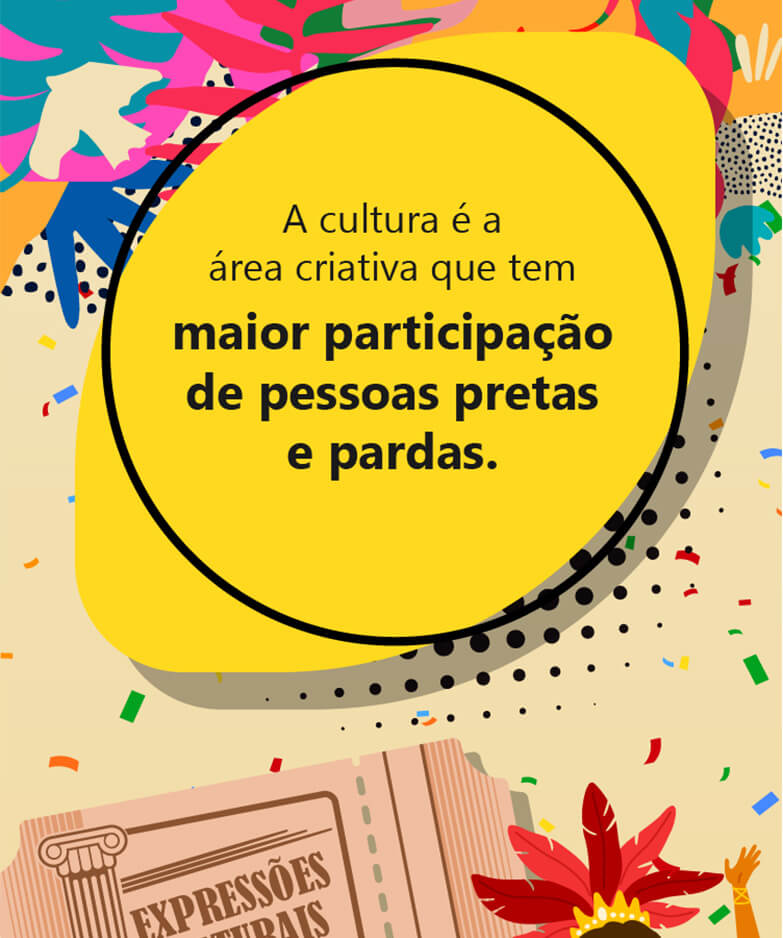 A cultura é a
área criativa que tem
maior participação
de pessoas pretas
e pardas.
EXPRESSÕES